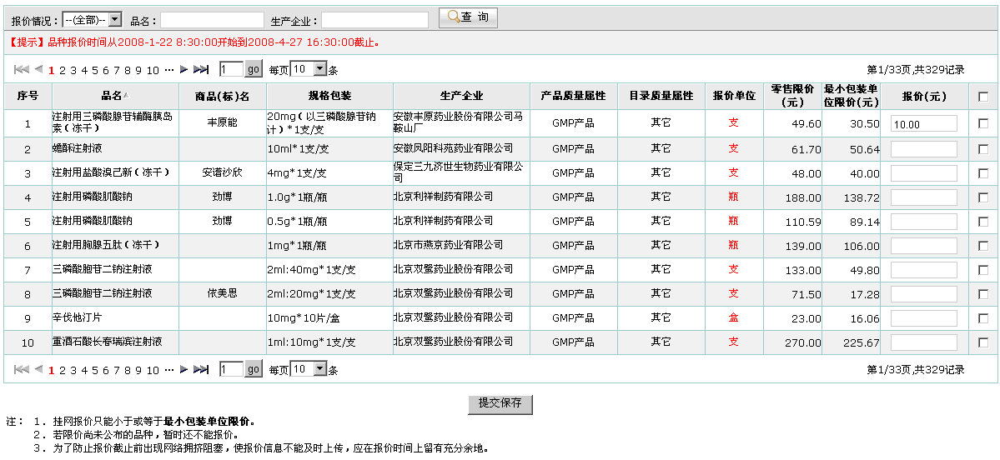 报价情况： --(全部)-- 品名： 生产企业： 查 询
【提示】品种报价时间从2008-1-22 8:30:00开始到2008-4-27 16:30:00截止。
1 2 3 4 5 6 7 8 9 10 ··· 1 go 每页 10 条 第1/33页,共329记录
序号 品名 商品(标)名 规格包装 生产企业 产品质量属性 目录质量属性 报价单位 零售限价(元) 最小包装单位限价(元) 报价(元)
1 注射用三磷酸腺苷辅酶胰岛素（冻干） 丰原能 20mg（以三磷酸腺苷钠计）*1支/支 安徽丰原药业股份有限公司马鞍山厂 GMP产品 其它 支 49.60 30.50 10.00
2 蟾酥注射液 10ml*1支/支 安徽凤阳科苑药业有限公司 GMP产品 其它 支 61.70 50.64
3 注射用盐酸溴己新（冻干） 安谱沙欣 4mg*1支/支 保定三九济世生物药业有限公司 GMP产品 其它 支 48.00 40.00
4 注射用磷酸肌酸钠 劲博 1.0g*1瓶/瓶 北京利祥制药有限公司 GMP产品 其它 瓶 188.00 138.72
5 注射用磷酸肌酸钠 劲博 0.5g*1瓶/瓶 北京利祥制药有限公司 GMP产品 其它 瓶 110.59 89.14
6 注射用胸腺五肽（冻干） 1mg*1瓶/瓶 北京市燕京药业有限公司 GMP产品 其它 瓶 139.00 106.00
7 三磷酸胞苷二钠注射液 2ml:40mg*1支/支 北京双鹭药业股份有限公司 GMP产品 其它 支 133.00 49.80
8 三磷酸胞苷二钠注射液 侬美思 2ml:20mg*1支/支 北京双鹭药业股份有限公司 GMP产品 其它 支 71.50 17.28
9 辛伐他汀片 10mg*10片/盒 北京双鹭药业股份有限公司 GMP产品 其它 盒 23.00 16.06
10 重酒石酸长春瑞滨注射液 1ml:10mg*1支/支 北京双鹭药业股份有限公司 GMP产品 其它 支 270.00 225.67
1 2 3 4 5 6 7 8 9 10 ··· 1 go 每页 10 条 第1/33页,共329记录
提交保存
注： 1. 挂网报价只能小于或等于最小包装单位限价。
2. 若限价尚未公布的品种，暂时还不能报价。
3. 为了防止报价截止前出现网络拥挤阻塞，使报价信息不能及时上传，应在报价时间上留有充分余地。